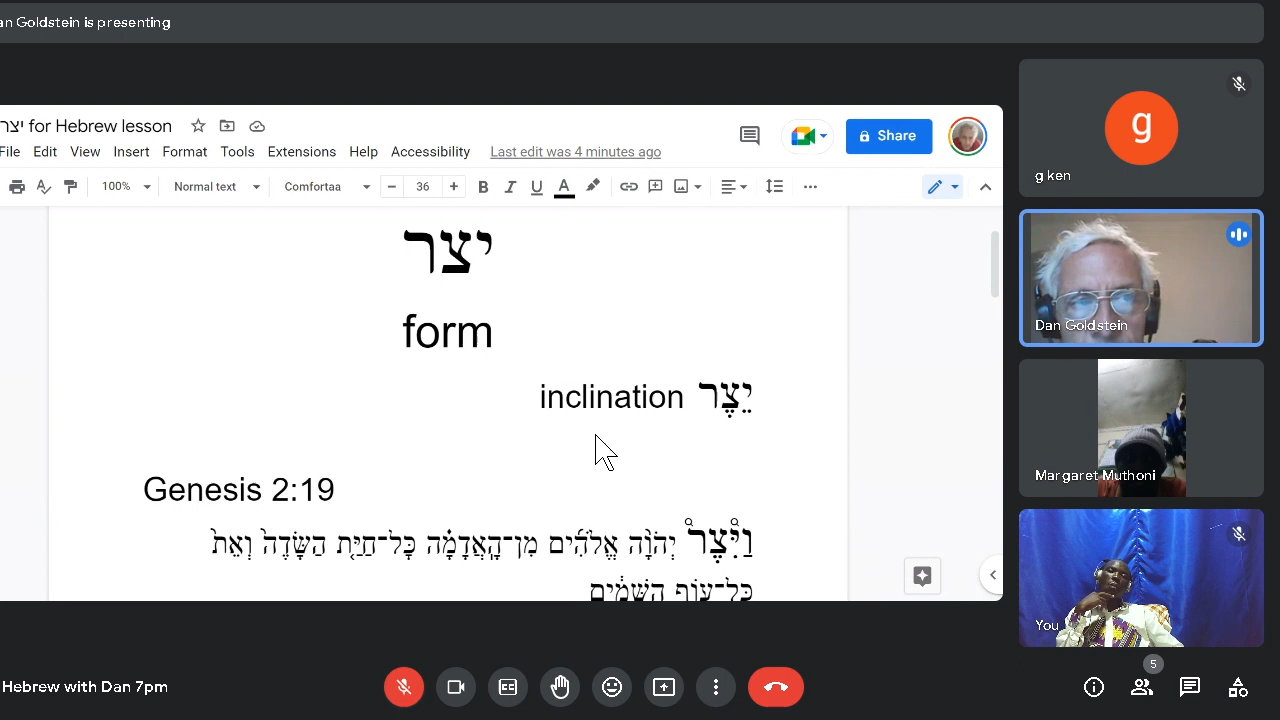 an Goldstein is presenting
יצר for Hebrew lesson
File Edit View Insert Format Tools Extensions Help Accessibility Last edit was 4 minutes ago
Share
100% Normal text Comfortaa 36 B I U A
יצר
form
יֵצֶר inclination
Genesis 2:19
וַיִּ֩צֶר֩ יְהֹוָ֨ה אֱלֹהִ֜ים מִן־הָֽאֲדָמָ֗ה כׇּל־חַיַּ֤ת הַשָּׂדֶה֙ וְאֵת֙
כׇּל־ע֣וֹף הַשָּׁמַ֔יִם
g
g ken
Dan Goldstein
Margaret Muthoni
You
Hebrew with Dan 7pm
5